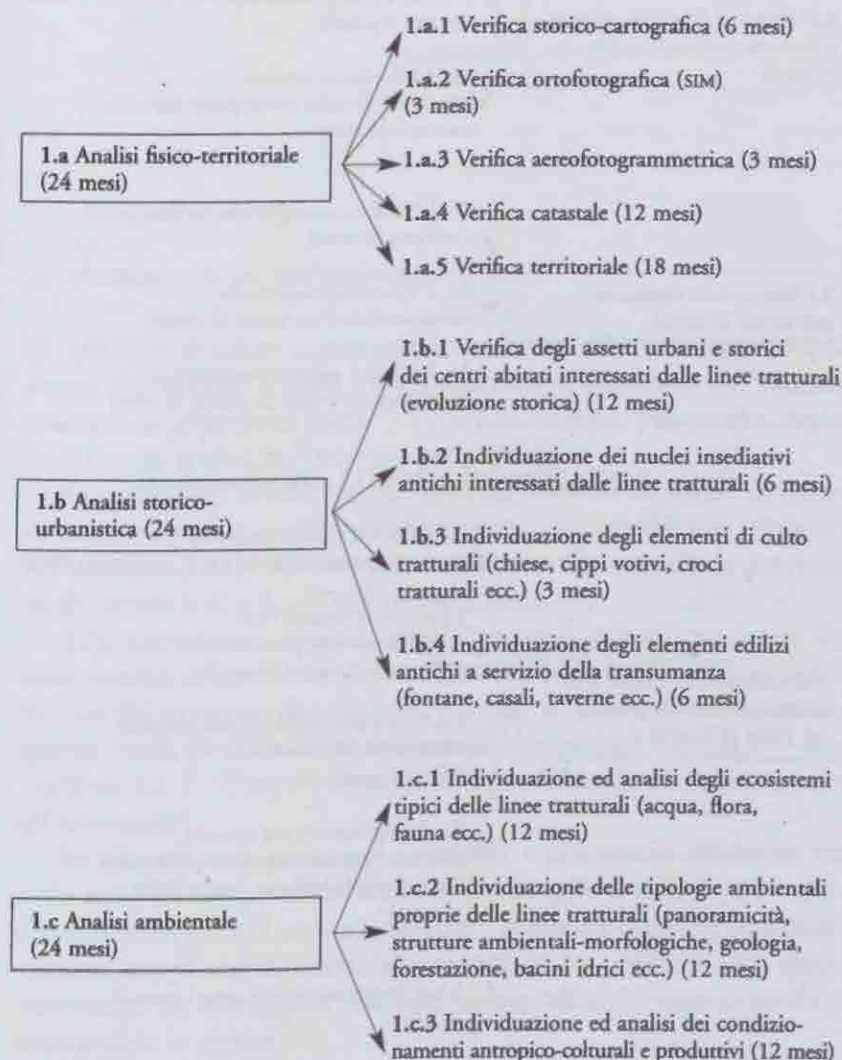 1.a Analisi fisico-territoriale
(24 mesi)
1.a.1 Verifica storico-cartografica (6 mesi)
1.a.2 Verifica ortofotografica (SIM)
(3 mesi)
1.a.3 Verifica aereofotogrammetrica (3 mesi)
1.a.4 Verifica catastale (12 mesi)
1.a.5 Verifica territoriale (18 mesi)
1.b Analisi storico-
urbanistica (24 mesi)
1.b.1 Verifica degli assetti urbani e storici
dei centri abitati interessati dalle linee tratturali
(evoluzione storica) (12 mesi)
1.b.2 Individuazione dei nuclei insediativi
antichi interessati dalle linee tratturali (6 mesi)
1.b.3 Individuazione degli elementi di culto
tratturali (chiese, cippi votivi, croci
tratturali ecc.) (3 mesi)
1.b.4 Individuazione degli elementi edilizi
antichi a servizio della transumanza
(fontane, casali, taverne ecc.) (6 mesi)
1.c Analisi ambientale
(24 mesi)
1.c.1 Individuazione ed analisi degli ecosistemi
tipici delle linee tratturali (acqua, flora,
fauna ecc.) (12 mesi)
1.c.2 Individuazione delle tipologie ambientali
proprie delle linee tratturali (panoramicità,
strutture ambientali-morfologiche, geologia,
forestazione, bacini idrici ecc.) (12 mesi)
1.c.3 Individuazione ed analisi dei condizio-
namenti antropico-colturali e produttivi (12 mesi)